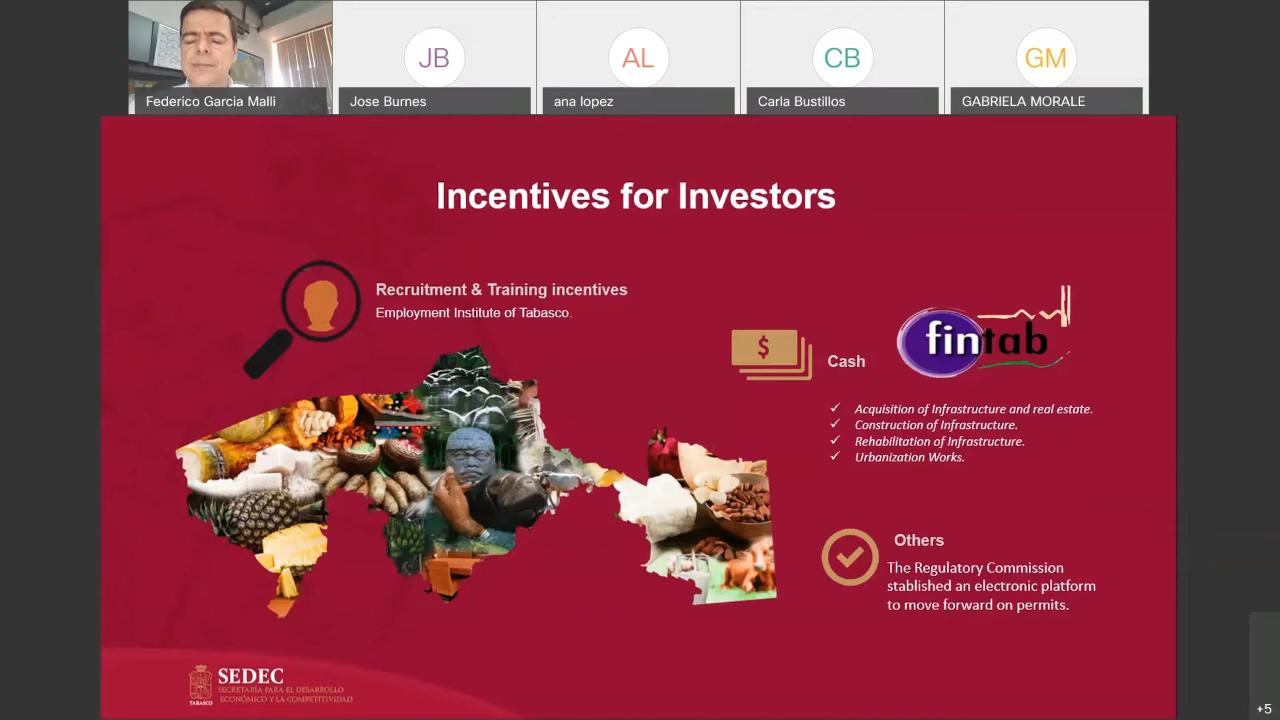 JB
AL
CB
GM
Federico Garcia Malli
Jose Burnes
ana lopez
Carla Bustillos
GABRIELA MORALE
Incentives for Investors
Recruitment & Training incentives
Employment Institute of Tabasco.
$
Cash
fintab
Acquisition of Infrastructure and real estate.
Construction of Infrastructure.
Rehabilitation of Infrastructure.
Urbanization Works.
Others
The Regulatory Commission
stablished an electronic platform
to move forward on permits.
TABASCO
SEDEC
SECRETARÍA PARA EL DESARROLLO
ECONÓMICO Y LA COMPETITIVIDAD
+5